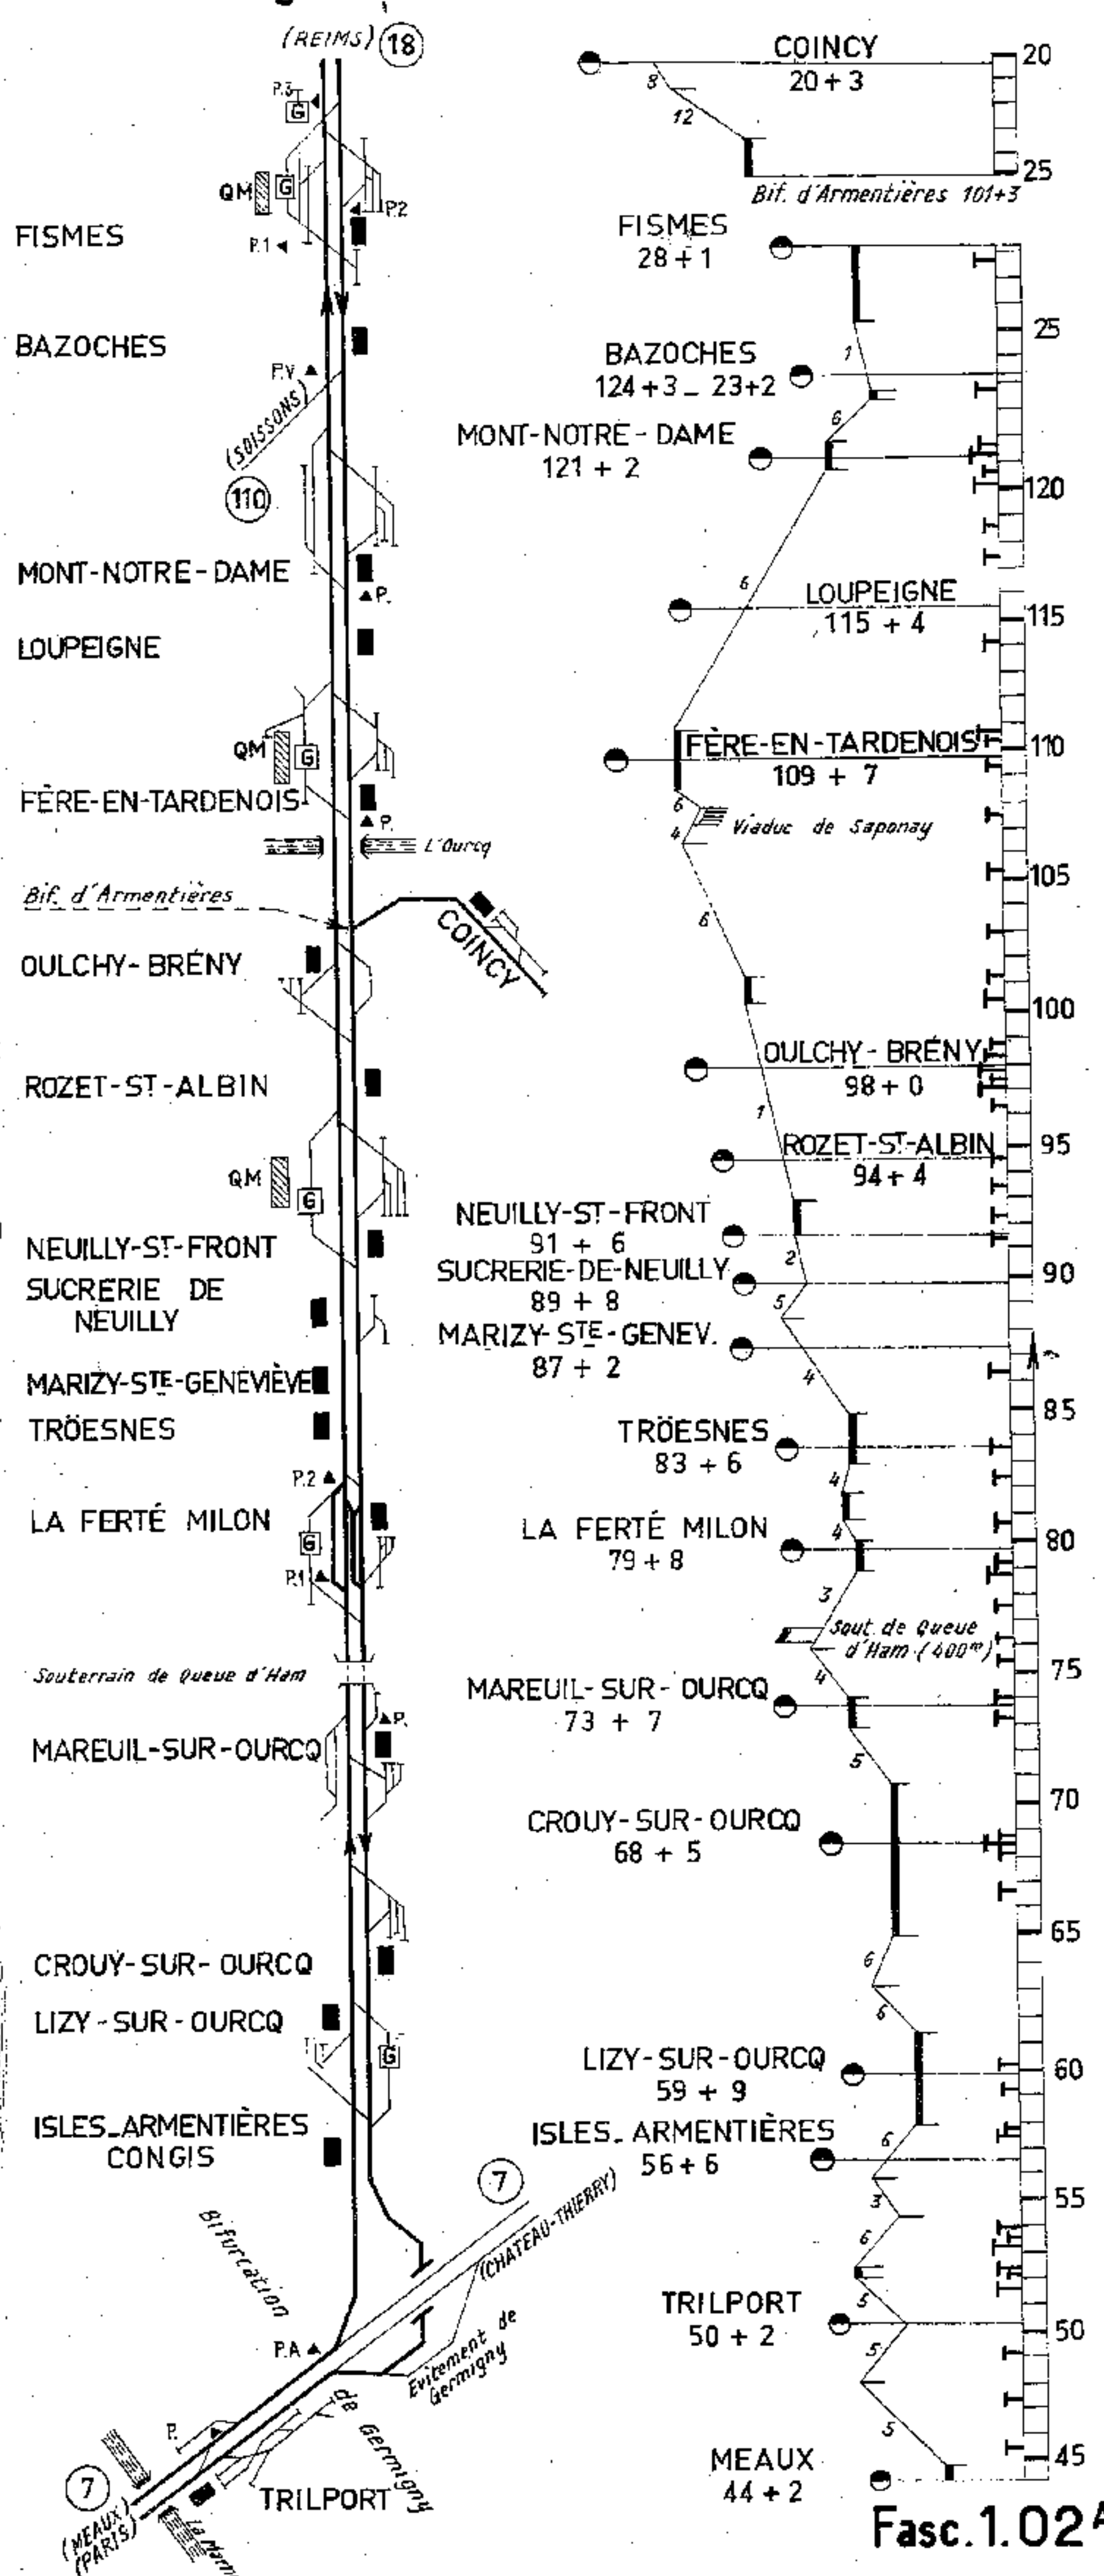 (REIMS) 18
P.3
G
QM
G
P.2
P.1
FISMES
BAZOCHES
P.V
(SOISSONS)
110
MONT-NOTRE-DAME
P.
LOUPEIGNE
QM
G
FÈRE-EN-TARDENOIS
P.
L'Ourcq
Bif. d'Armentières
COINCY
OULCHY-BRÉNY
ROZET-ST-ALBIN
QM
G
NEUILLY-ST-FRONT
SUCRERIE DE
NEUILLY
MARIZY-STE-GENEVIÈVE
TRÖESNES
P.2
LA FERTÉ MILON
G
P.1
Souterrain de Queue d'Ham
P.
MAREUIL-SUR-OURCQ
CROUY-SUR-OURCQ
LIZY-SUR-OURCQ
G
ISLES_ARMENTIÈRES
CONGIS
7
(CHATEAU-THIERRY)
Bifurcation
P.A
Evitement de
Germigny
de Germigny
P.
7
TRILPORT
(MEAUX)
(PARIS)
La Marne
COINCY
20+3
20
8
12
25
Bif. d'Armentières 101+3
FISMES
28+1
25
1
BAZOCHES
124+3_23+2
6
MONT-NOTRE-DAME
121 + 2
120
6
LOUPEIGNE
115 + 4
115
FÈRE-EN-TARDENOIS
109 + 7
110
6
4
Viaduc de Saponay
105
6
100
OULCHY-BRÉNY
98+0
1
ROZET-ST-ALBIN
94+4
95
NEUILLY-ST-FRONT
91 + 6
2
SUCRERIE-DE-NEUILLY
89 + 8
90
5
MARIZY-STE-GENEV.
87 + 2
4
85
TRÖESNES
83 + 6
4
LA FERTÉ MILON
79+8
4
80
3
Sout. de Queue
d'Ham (400m)
75
4
MAREUIL-SUR-OURCQ
73 + 7
5
70
CROUY-SUR-OURCQ
68 + 5
65
6
6
LIZY-SUR-OURCQ
59 + 9
60
ISLES_ARMENTIÈRES
56+6
6
55
3
6
5
TRILPORT
50 + 2
50
5
5
MEAUX
44 + 2
45
Fasc.1.02A